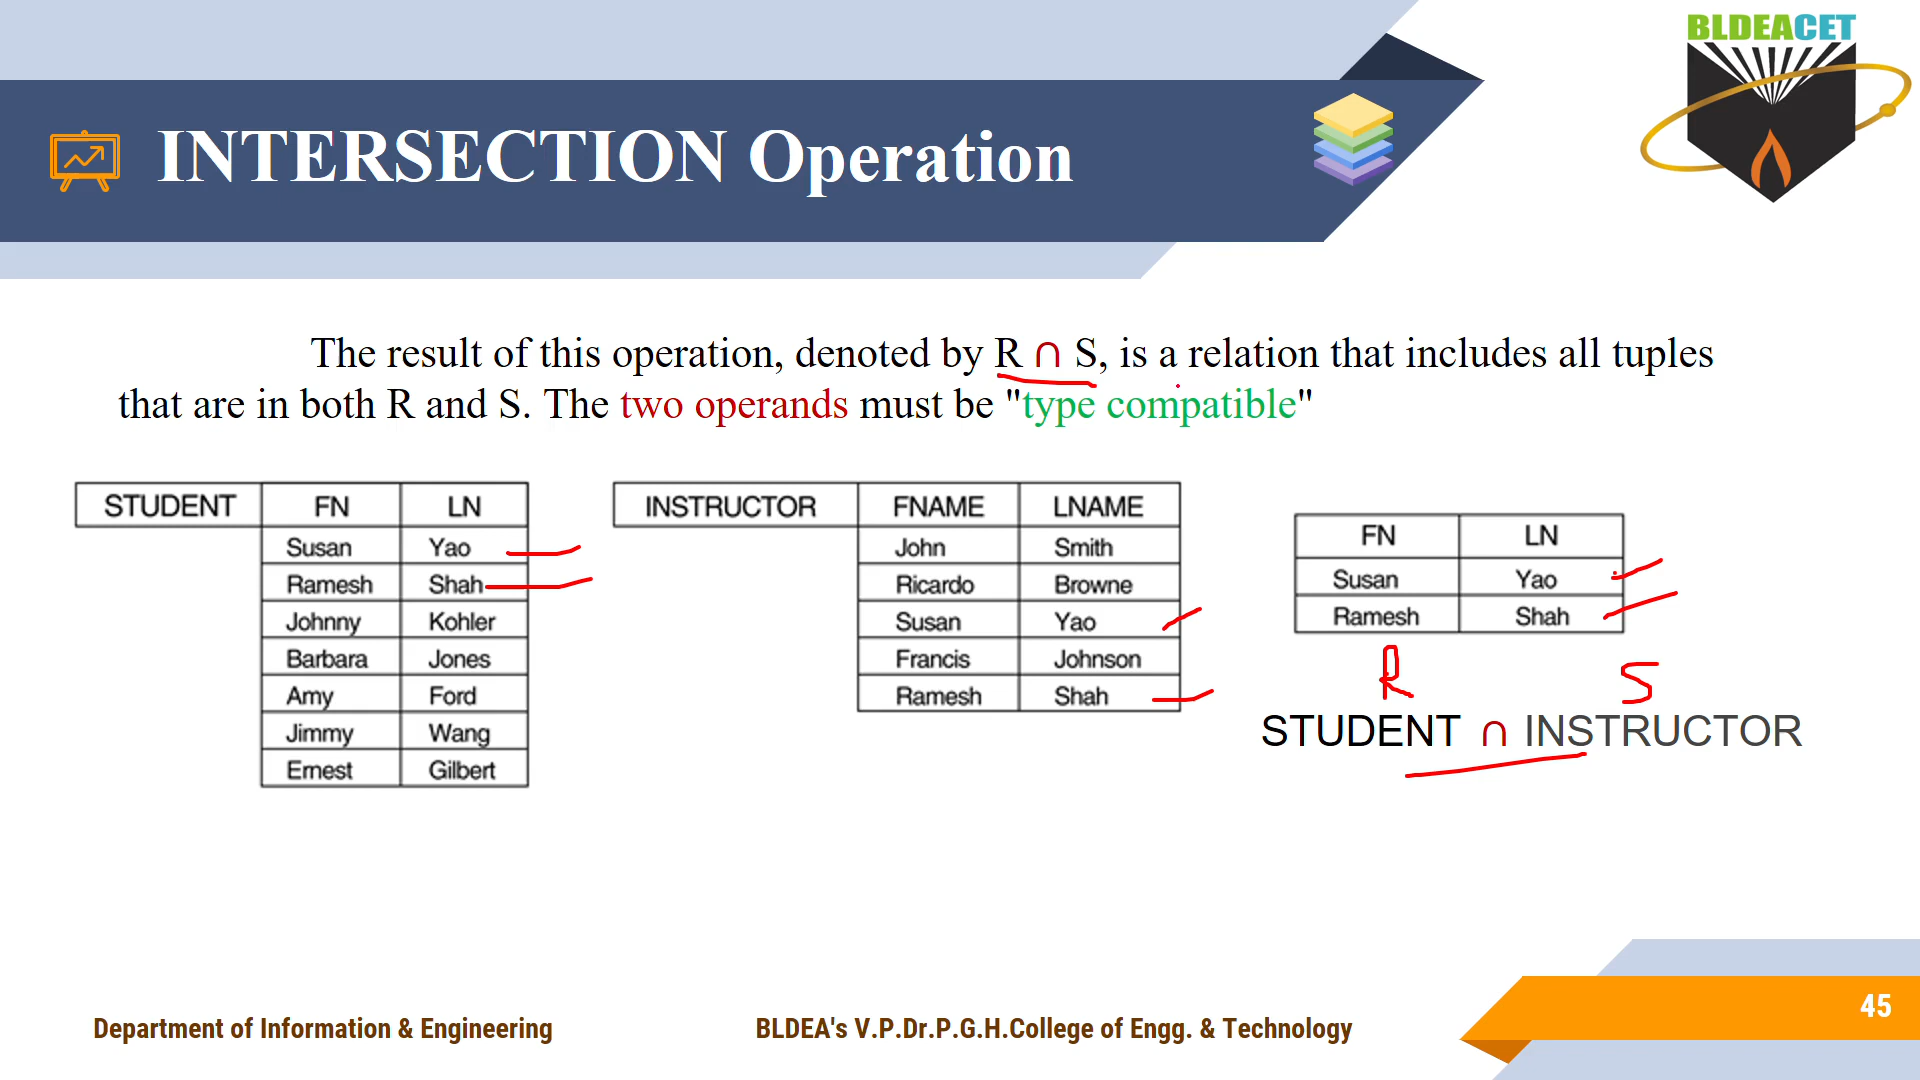 BLDEACET
INTERSECTION Operation
The result of this operation, denoted by R ∩ S, is a relation that includes all tuples
that are in both R and S. The two operands must be "type compatible"
STUDENT FN LN
Susan Yao
Ramesh Shah
Johnny Kohler
Barbara Jones
Amy Ford
Jimmy Wang
Ernest Gilbert
INSTRUCTOR FNAME LNAME
John Smith
Ricardo Browne
Susan Yao
Francis Johnson
Ramesh Shah
FN LN
Susan Yao
Ramesh Shah
R S
STUDENT ∩ INSTRUCTOR
45
Department of Information & Engineering
BLDEA's V.P.Dr.P.G.H.College of Engg. & Technology